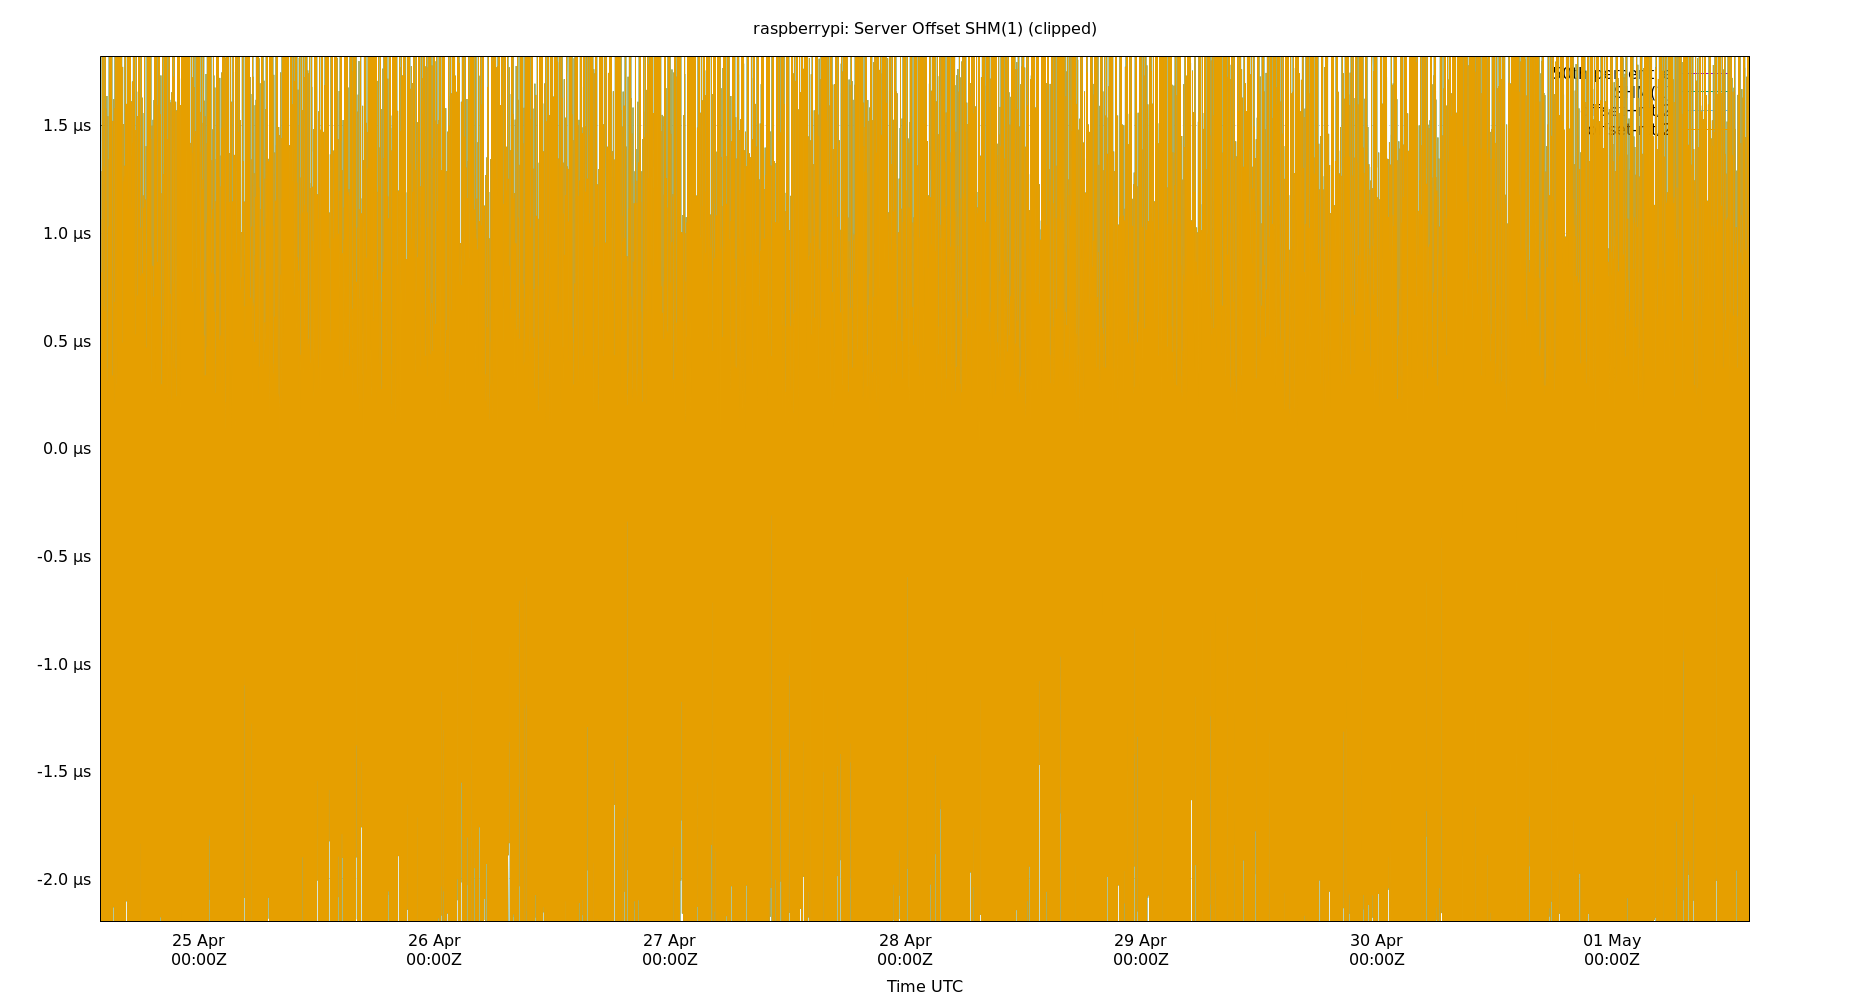 raspberrypi: Server Offset SHM(1) (clipped)
50th percentile
1.5 µs
1.0 µs
0.5 µs
0.0 µs
-0.5 µs
-1.0 µs
-1.5 µs
-2.0 µs
25 Apr 26 Apr 27 Apr 28 Apr 29 Apr 30 Apr 01 May
00:00Z 00:00Z 00:00Z 00:00Z 00:00Z 00:00Z 00:00Z
Time UTC